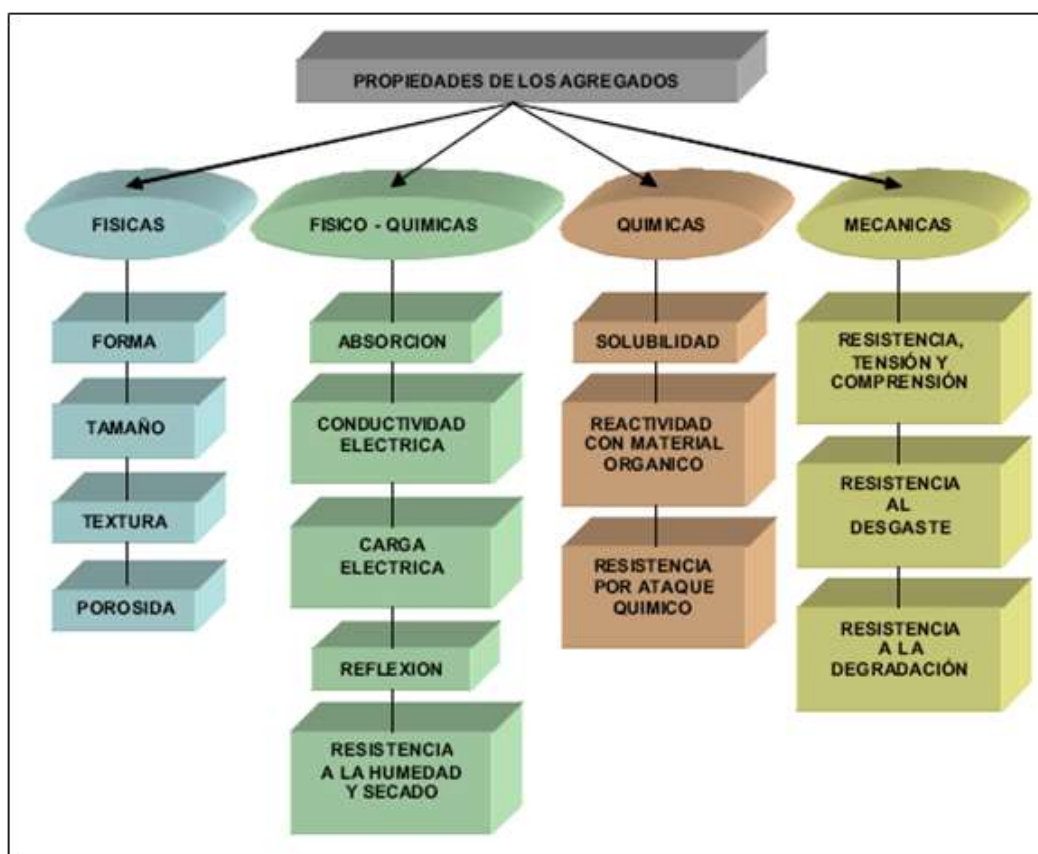 PROPIEDADES DE LOS AGREGADOS
FISICAS
FORMA
TAMAÑO
TEXTURA
POROSIDA
FISICO - QUIMICAS
ABSORCION
CONDUCTIVIDAD
ELECTRICA
CARGA
ELECTRICA
REFLEXION
RESISTENCIA
A LA HUMEDAD
Y SECADO
QUIMICAS
SOLUBILIDAD
REACTIVIDAD
CON MATERIAL
ORGANICO
RESISTENCIA
POR ATAQUE
QUIMICO
MECANICAS
RESISTENCIA,
TENSIÓN Y
COMPRENSIÓN
RESISTENCIA
AL
DESGASTE
RESISTENCIA
A LA
DEGRADACIÓN